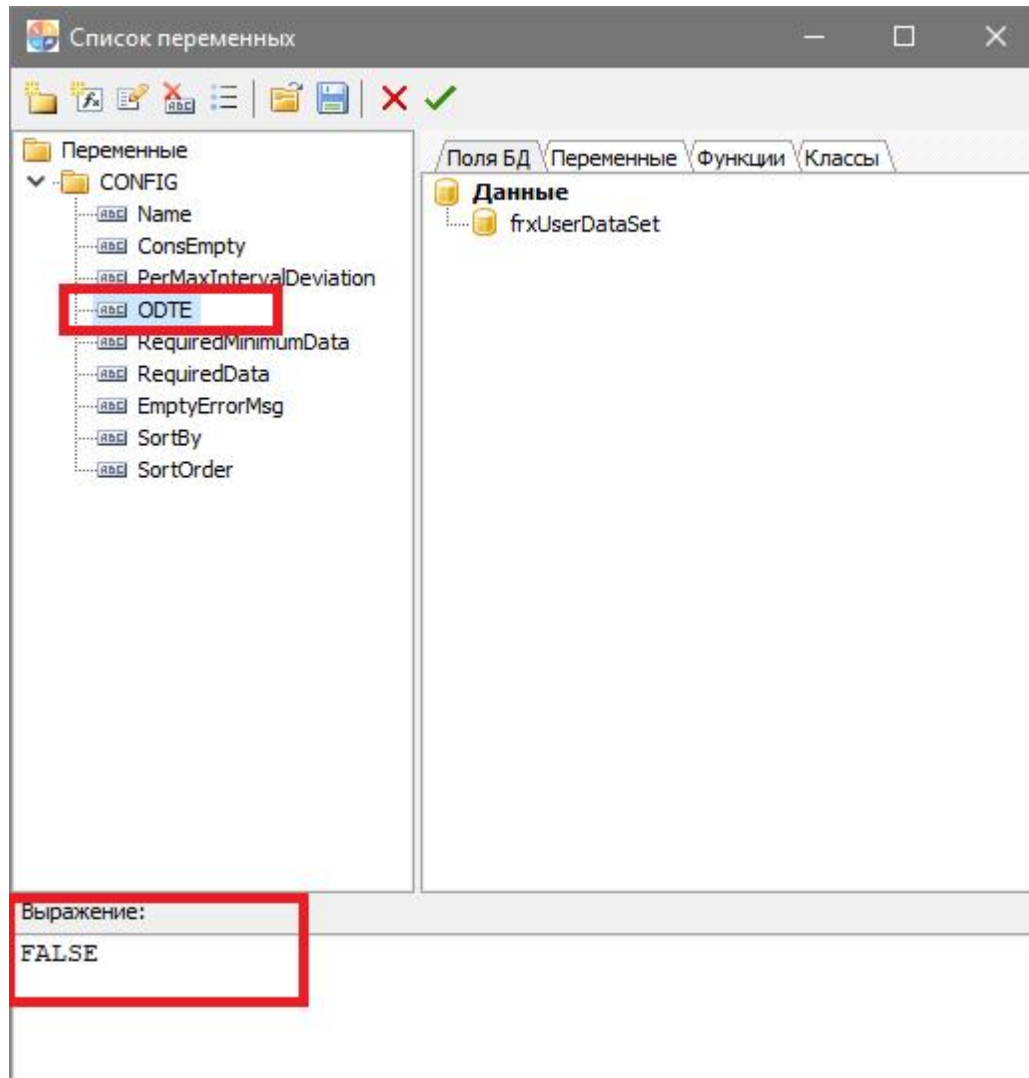 Список переменных
Переменные
CONFIG
Name
ConsEmpty
PerMaxIntervalDeviation
ODTE
RequiredMinimumData
RequiredData
EmptyErrorMsg
SortBy
SortOrder
Поля БД Переменные Функции Классы
Данные
frxUserDataSet
Выражение:
FALSE